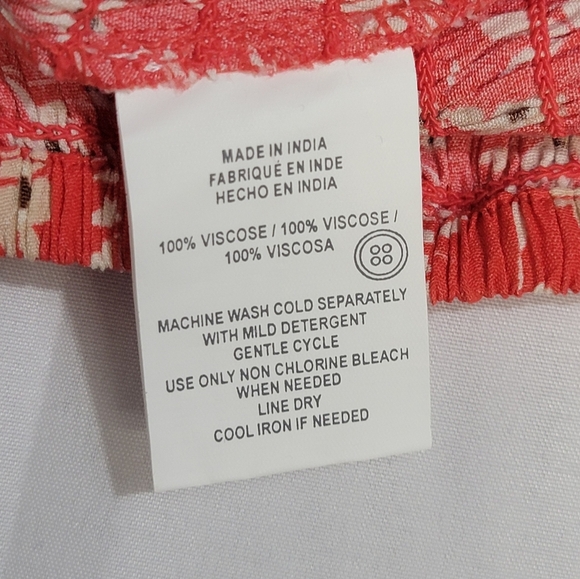 MADE IN INDIA
FABRIQUÉ EN INDE
HECHO EN INDIA
100% VISCOSE / 100% VISCOSE /
100% VISCOSA
MACHINE WASH COLD SEPARATELY
WITH MILD DETERGENT
GENTLE CYCLE
USE ONLY NON CHLORINE BLEACH
WHEN NEEDED
LINE DRY
COOL IRON IF NEEDED